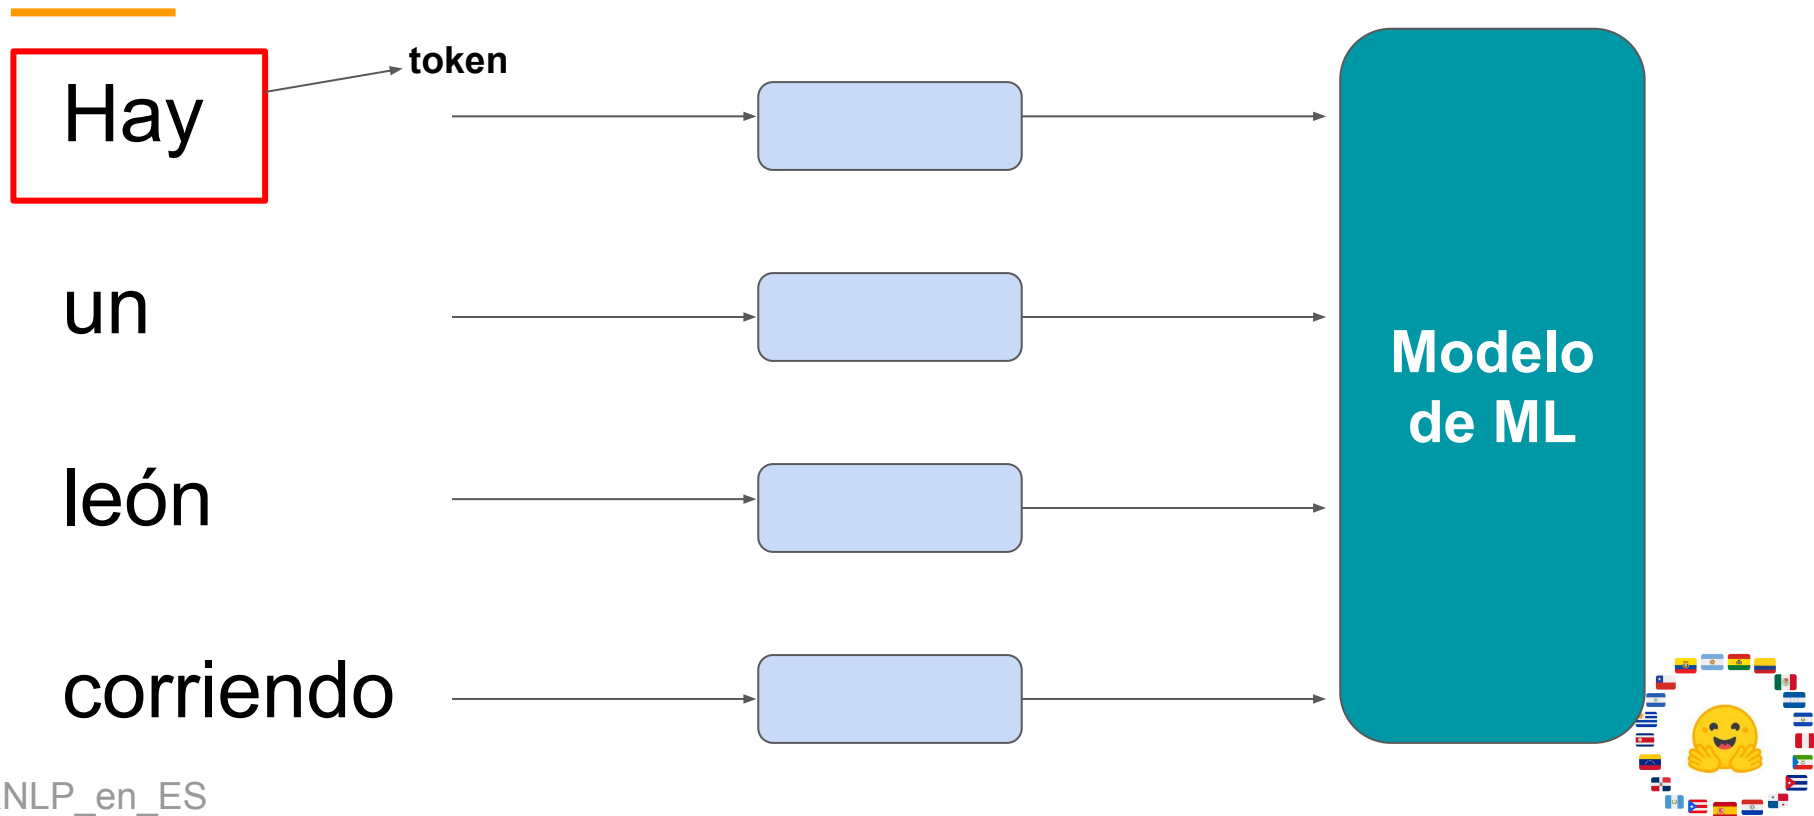 Hay
token
un
león
corriendo
Modelo
de ML
NLP_en_ES